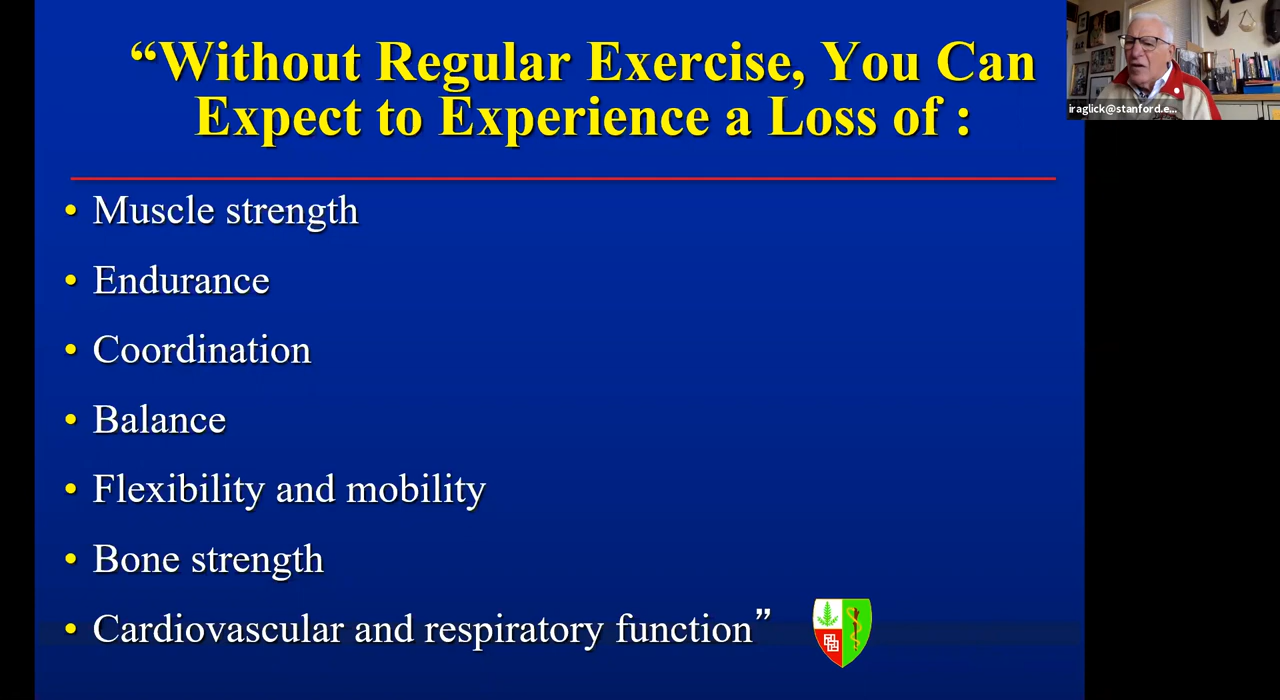 “Without Regular Exercise, You Can
Expect to Experience a Loss of :
• Muscle strength
• Endurance
• Coordination
• Balance
• Flexibility and mobility
• Bone strength
• Cardiovascular and respiratory function”
iraglick@stanford.e...